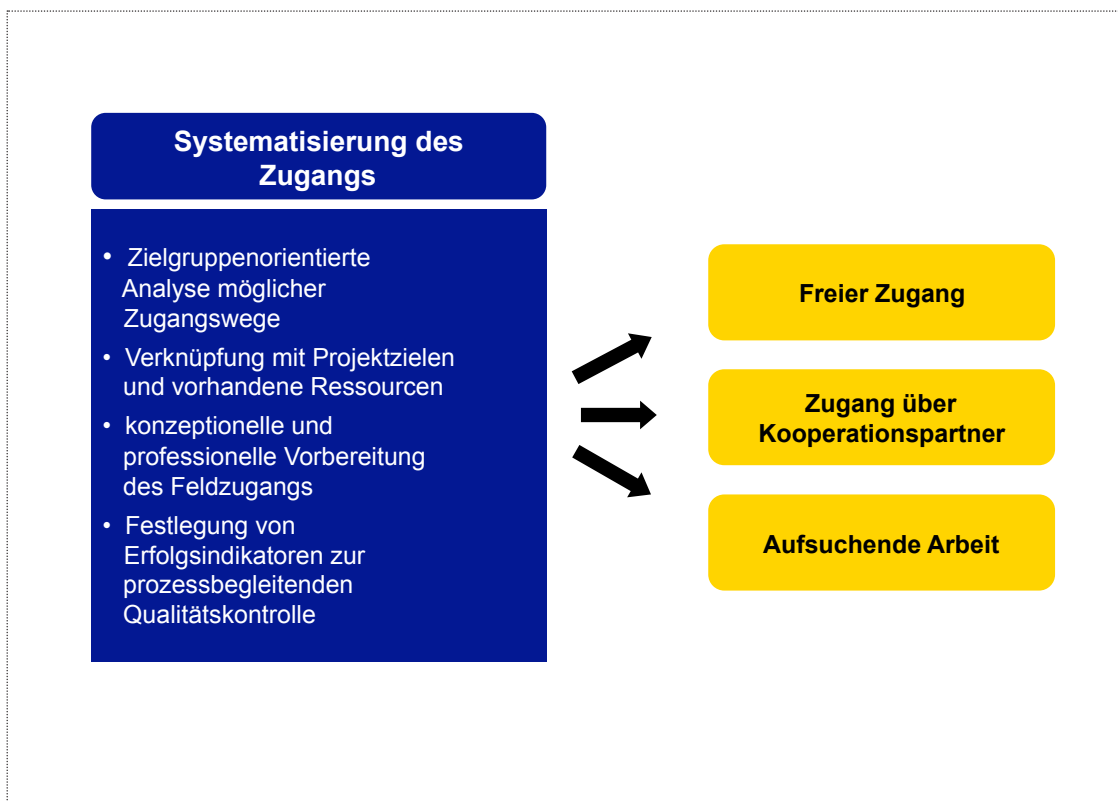 Systematisierung des
Zugangs
• Zielgruppenorientierte
Analyse möglicher
Zugangswege
• Verknüpfung mit Projektzielen
und vorhandene Ressourcen
• konzeptionelle und
professionelle Vorbereitung
des Feldzugangs
• Festlegung von
Erfolgsindikatoren zur
prozessbegleitenden
Qualitätskontrolle
Freier Zugang
Zugang über
Kooperationspartner
Aufsuchende Arbeit